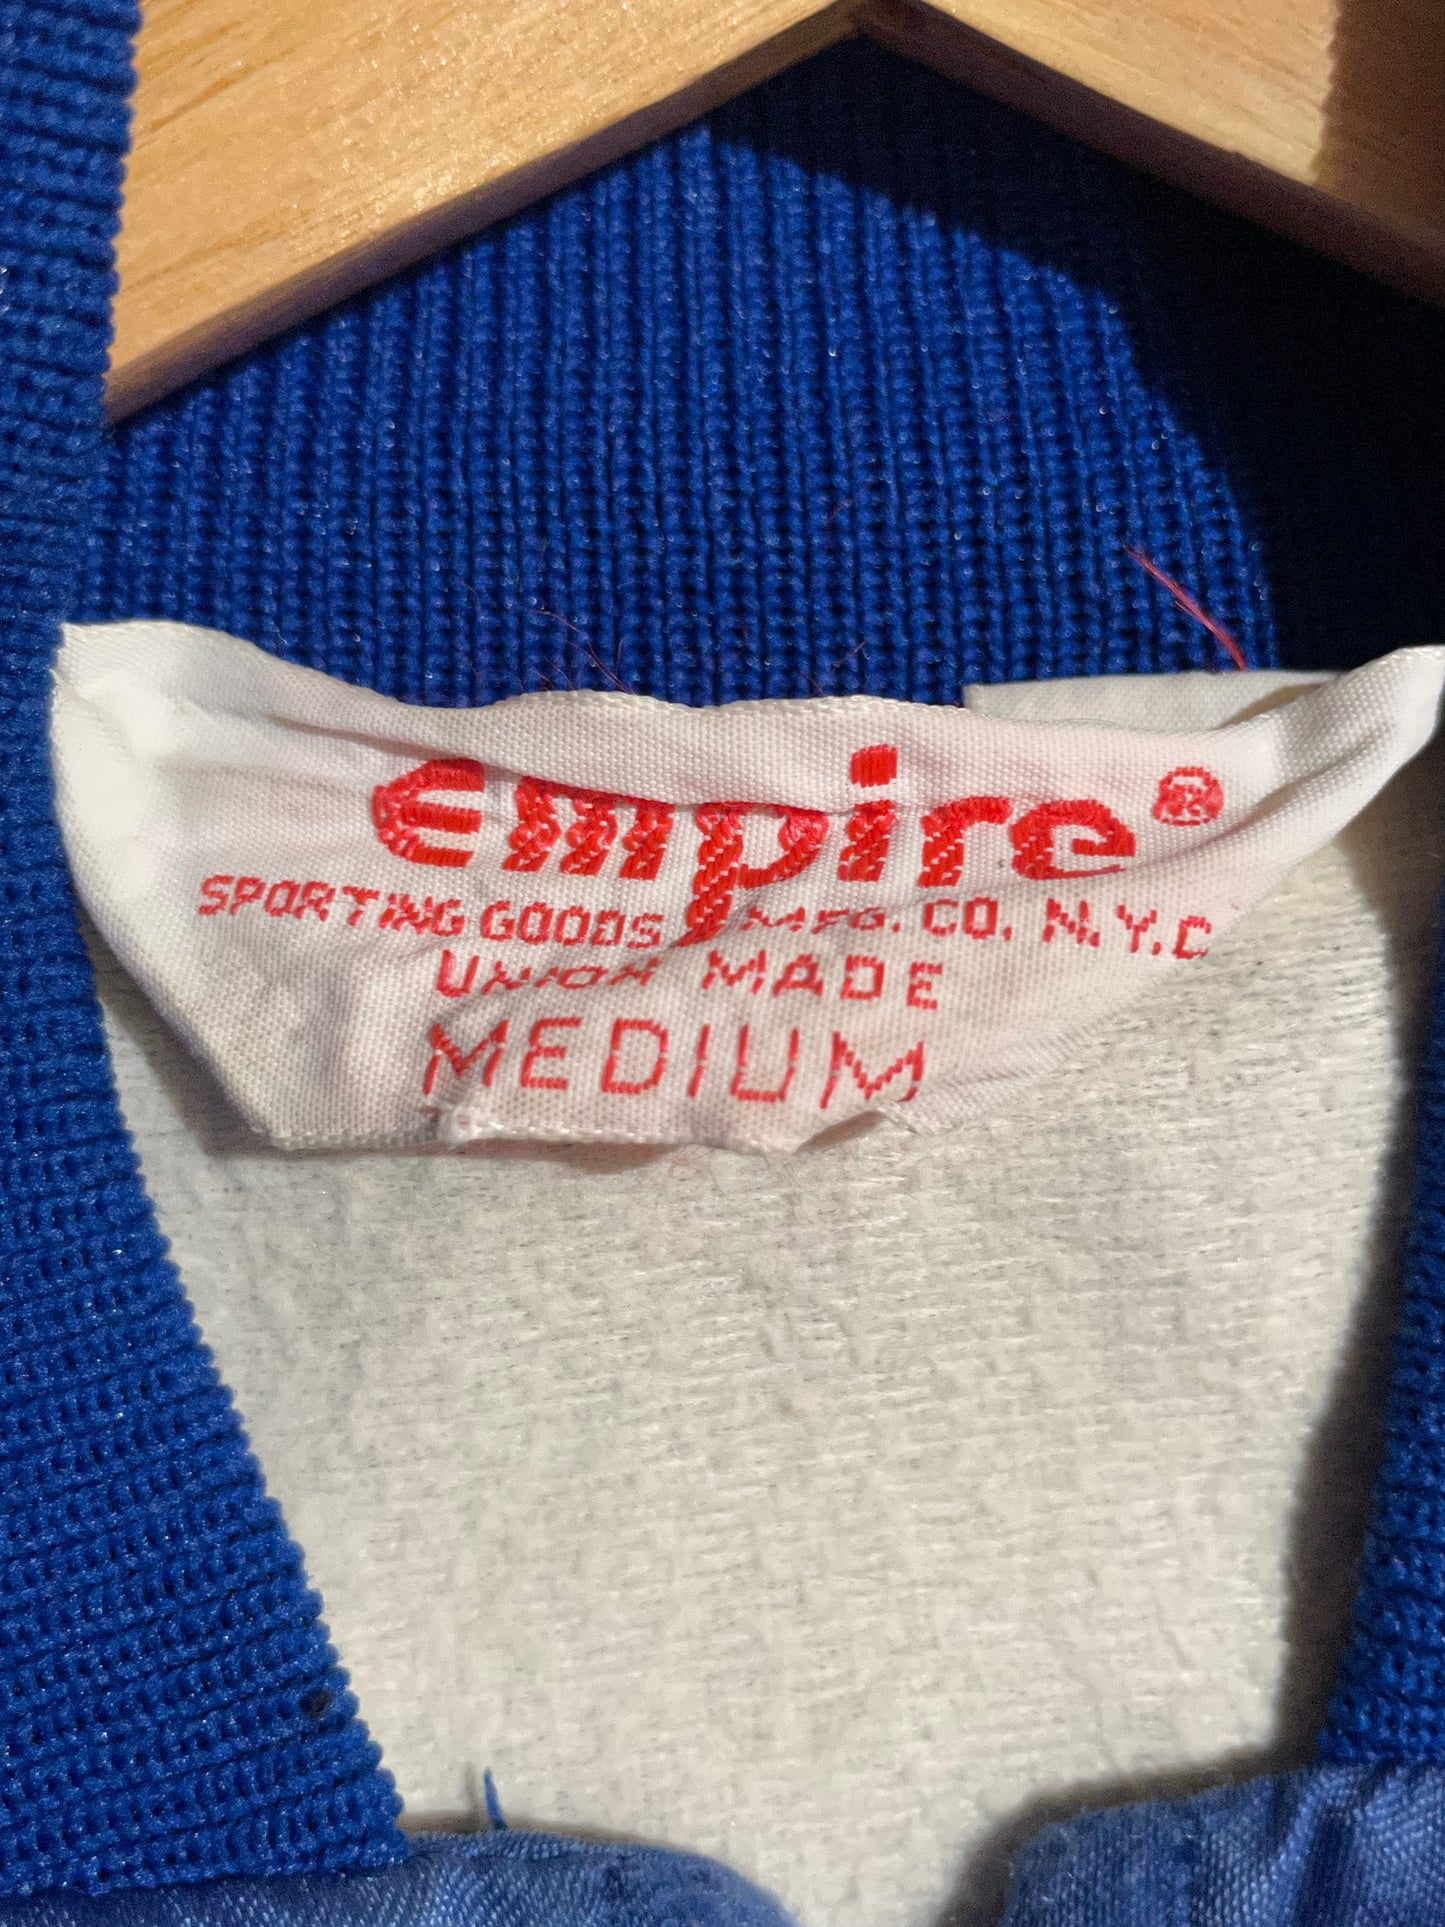 empire®
SPORTING GOODS MFG. CO. N.Y.C
UNION MADE
MEDIUM